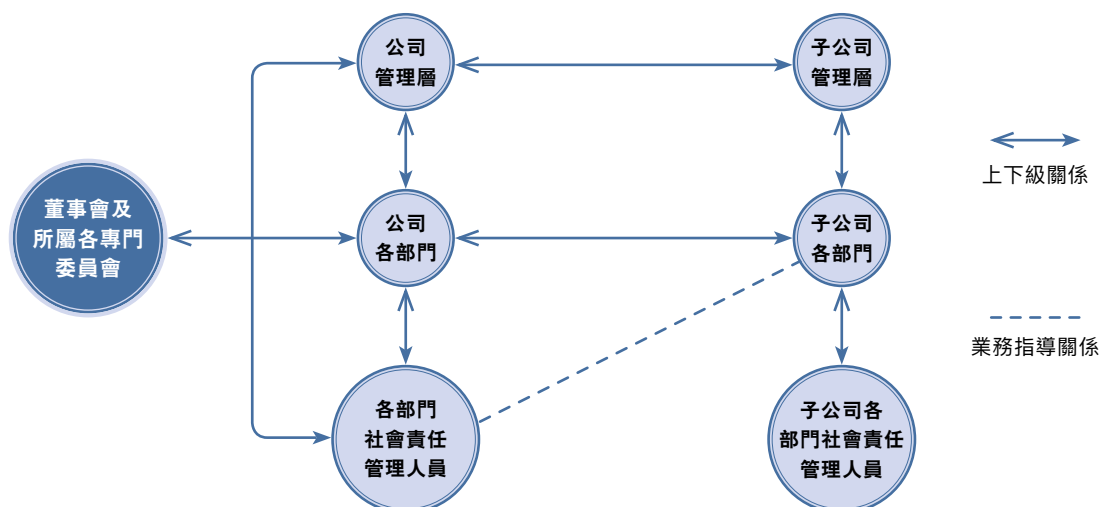 公司
管理層
子公司
管理層
上下級關係
董事會及
所屬各專門
委員會
公司
各部門
子公司
各部門
業務指導關係
各部門
社會責任
管理人員
子公司各
部門社會責任
管理人員